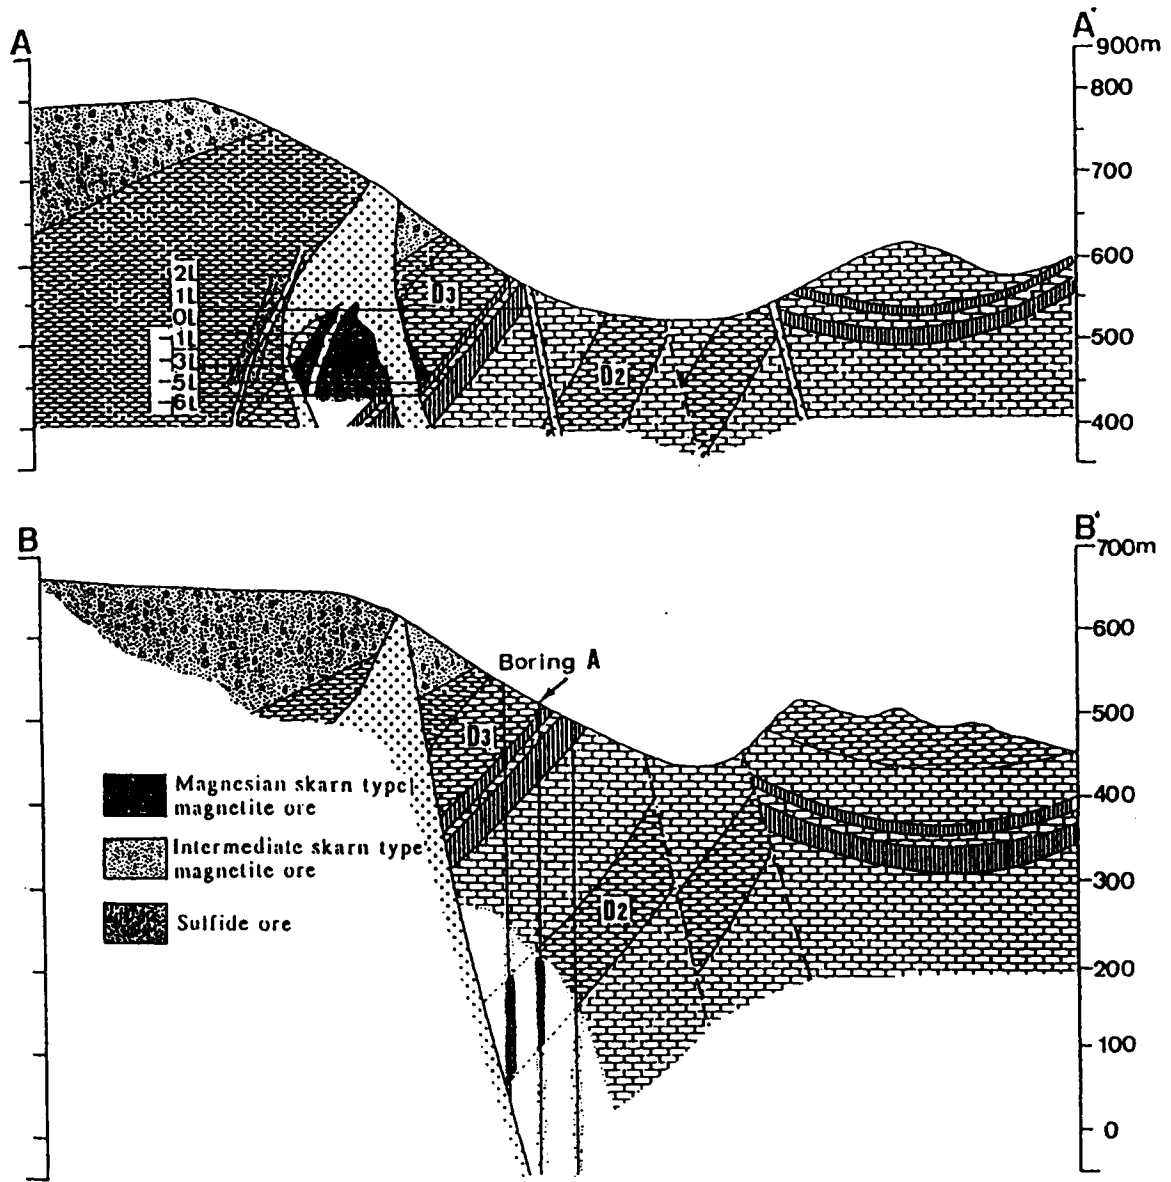 A
A'
900m
800
700
600
500
400
2L
1L
0L
-1L
-3L
-5L
-6L
D3
D2
B
B'
700m
600
500
400
300
200
100
0
Boring A
D3
D2
Magnesian skarn type
magnetite ore
Intermediate skarn type
magnetite ore
Sulfide ore